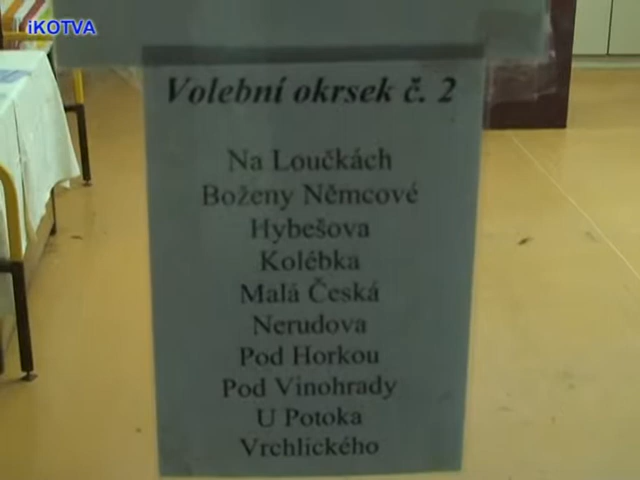 iKOTVA
Volební okrsek č. 2
Na Loučkách
Boženy Němcové
Hybešova
Kolébka
Malá Česká
Nerudova
Pod Horkou
Pod Vinohrady
U Potoka
Vrchlického